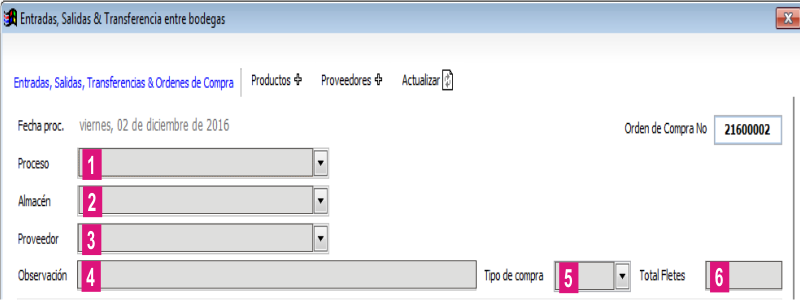 Entradas, Salidas & Transferencia entre bodegas
Entradas, Salidas, Transferencias & Ordenes de Compra Productos Proveedores Actualizar
Fecha proc. viernes, 02 de diciembre de 2016 Orden de Compra No 21600002
Proceso 1
Almacén 2
Proveedor 3
Observación 4 Tipo de compra 5 Total Fletes 6